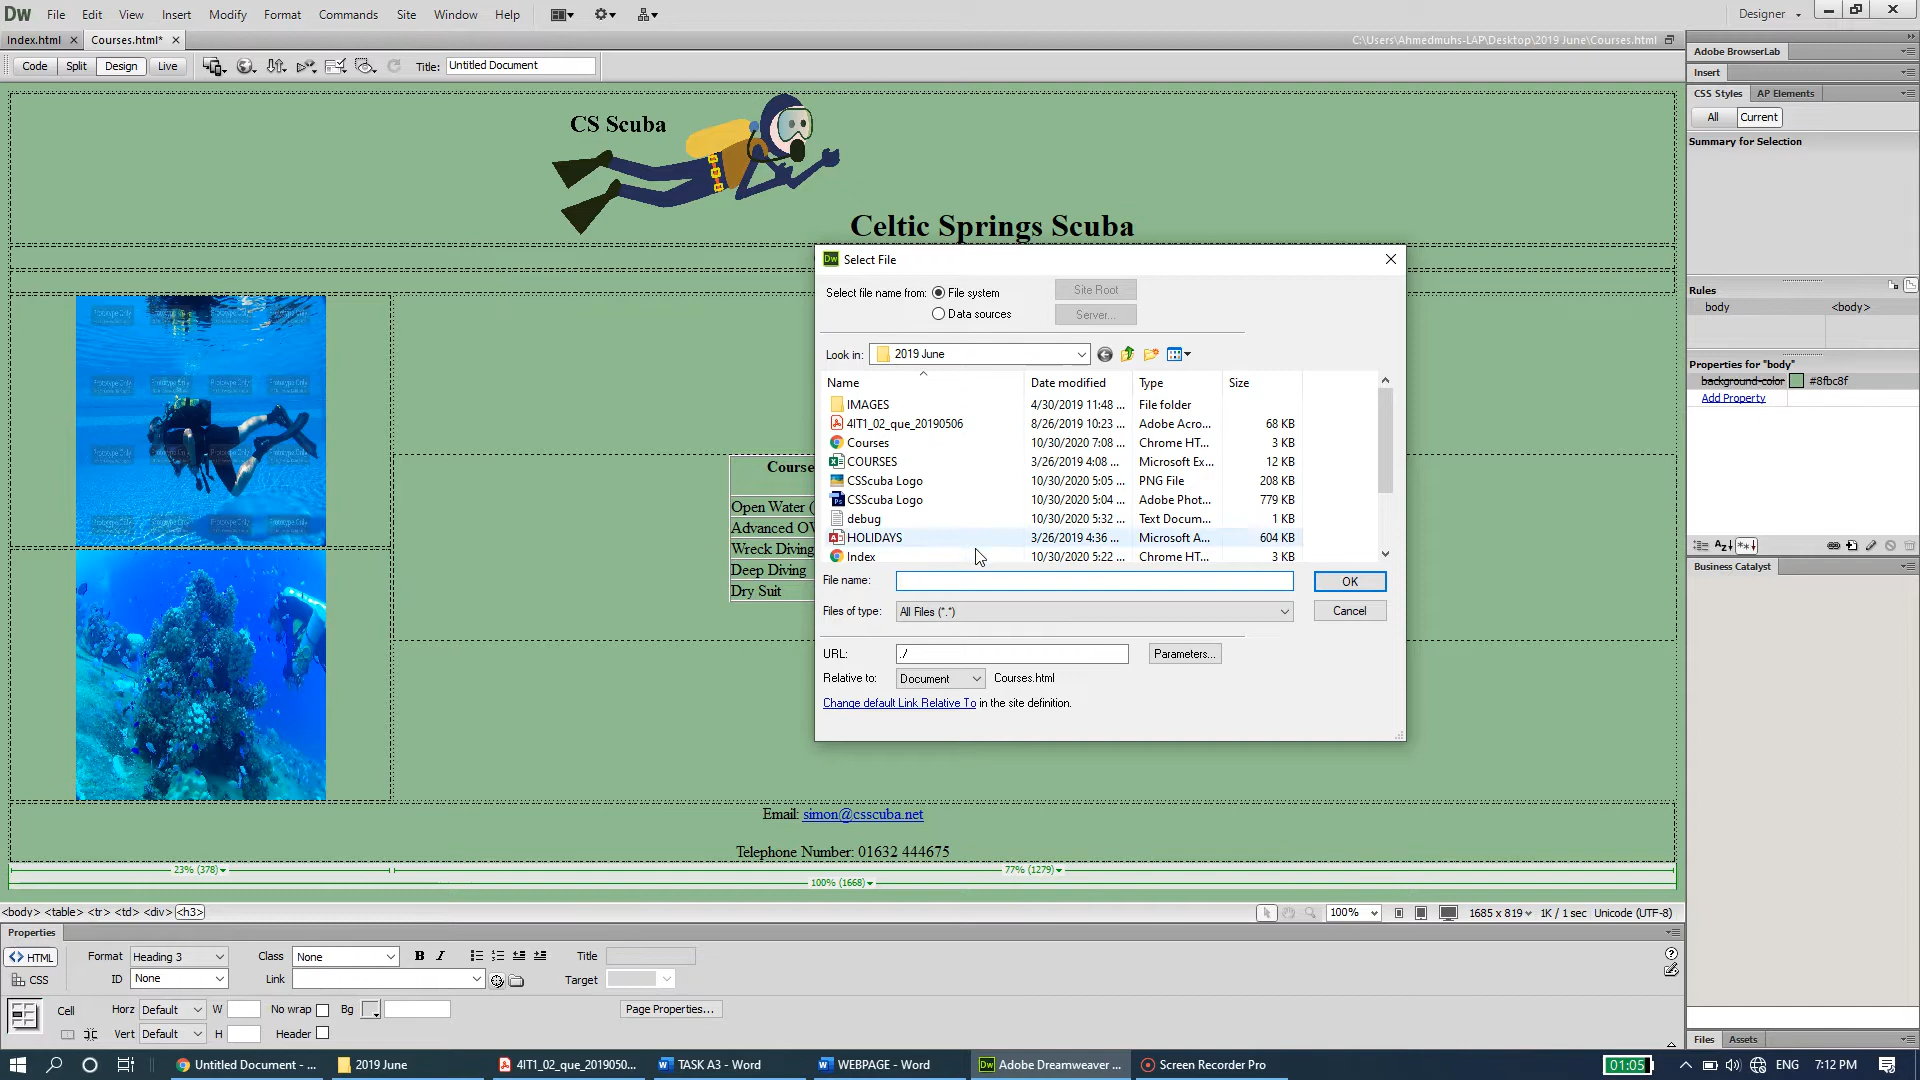 Dw File Edit View Insert Modify Format Commands Site Window Help Designer
Index.html Courses.html* C:\Users\Ahmedmuhs-LAP\Desktop\2019 June\Courses.html
Code Split Design Live Title: Untitled Document
CS Scuba
Celtic Springs Scuba
Prototype Only Prototype Only
Dw Select File
Select file name from: File system Site Root
Data sources Server...
Look in: 2019 June
Name Date modified Type Size
IMAGES 4/30/2019 11:48 ... File folder
4IT1_02_que_20190506 8/26/2019 10:23 ... Adobe Acro... 68 KB
Courses 10/30/2020 7:08 ... Chrome HT... 3 KB
COURSES 3/26/2019 4:08 ... Microsoft Ex... 12 KB
CSScuba Logo 10/30/2020 5:05 ... PNG File 208 KB
CSScuba Logo 10/30/2020 5:04 ... Adobe Phot... 779 KB
debug 10/30/2020 5:32 ... Text Docum... 1 KB
HOLIDAYS 3/26/2019 4:36 ... Microsoft A... 604 KB
Index 10/30/2020 5:22 ... Chrome HT... 3 KB
File name: OK
Files of type: All Files (*.*) Cancel
URL: ./ Parameters...
Relative to: Document Courses.html
Change default Link Relative To in the site definition.
Course
Open Water (
Advanced OV
Wreck Diving
Deep Diving
Dry Suit
Email: simon@csscuba.net
Telephone Number: 01632 444675
23% (378) 77% (1279)
100% (1668)
<body> <table> <tr> <td> <div> <h3> 100% 1685 x 819 1K / 1 sec Unicode (UTF-8)
Properties
<> HTML Format Heading 3 Class None B I Title
CSS ID None Link Target
Cell Horz Default W No wrap Bg Page Properties...
Vert Default H Header
Adobe BrowserLab
Insert
CSS Styles AP Elements
All Current
Summary for Selection
Rules
body <body>
Properties for "body"
background-color #8fbc8f
Add Property
Business Catalyst
Files Assets
Untitled Document - ... 2019 June 4IT1_02_que_2019050... TASK A3 - Word WEBPAGE - Word Adobe Dreamweaver ... Screen Recorder Pro 01:05 ENG 7:12 PM